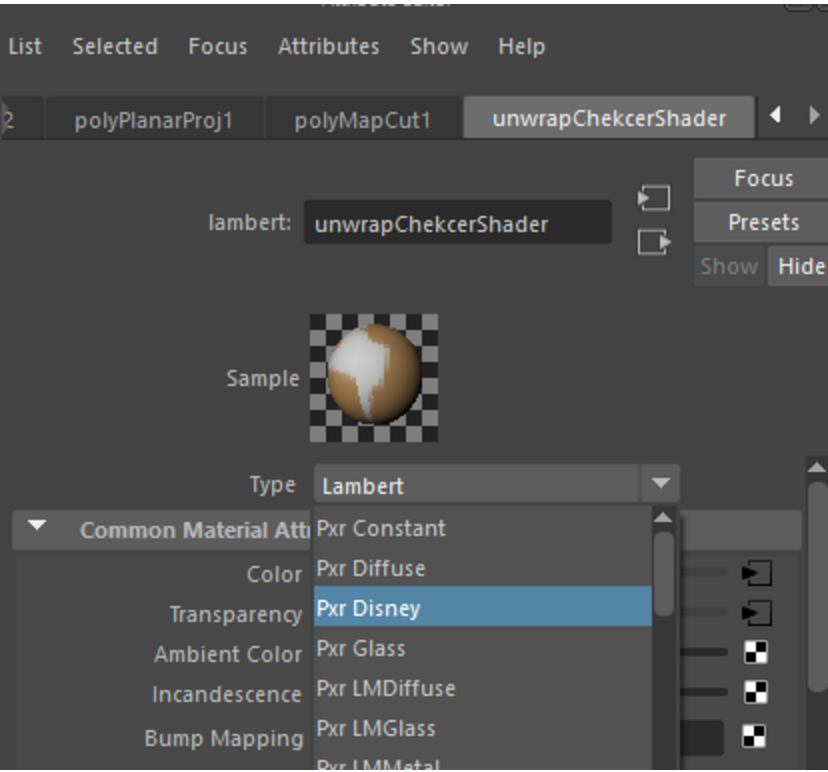 List Selected Focus Attributes Show Help
2 polyPlanarProj1 polyMapCut1 unwrapChekcerShader
Focus
lambert: unwrapChekcerShader
Presets
Show Hide
Sample
Type Lambert
Common Material Attr
Pxr Constant
Color
Pxr Diffuse
Transparency
Pxr Disney
Ambient Color
Pxr Glass
Incandescence
Pxr LMDiffuse
Bump Mapping
Pxr LMGlass
Pxr LMMetal